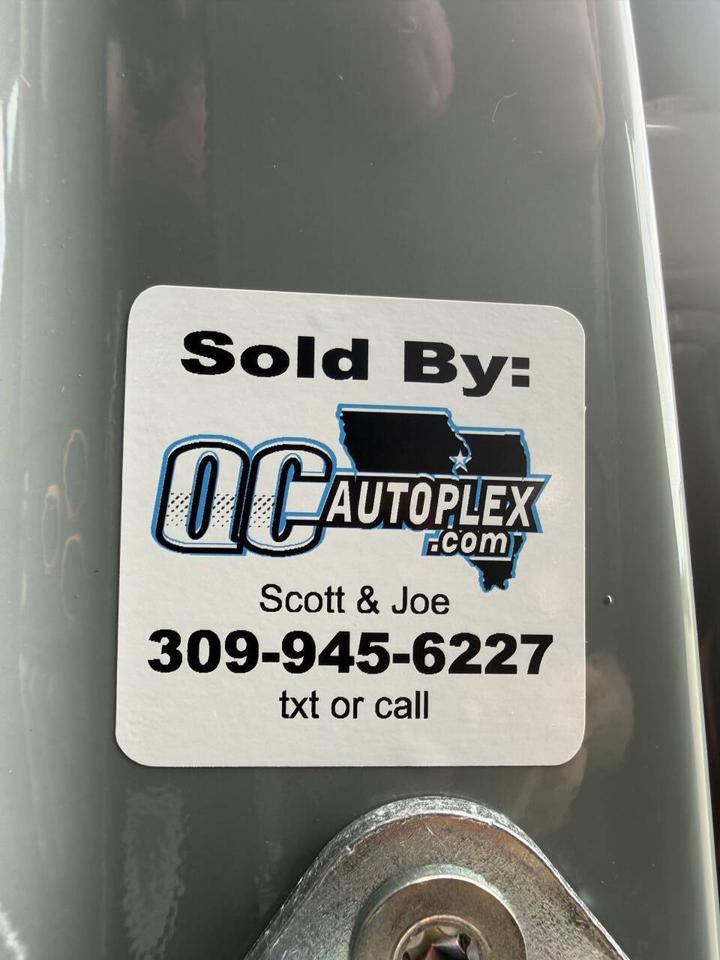 Sold By:
QC AUTOPLEX
.com
Scott & Joe
309-945-6227
txt or call